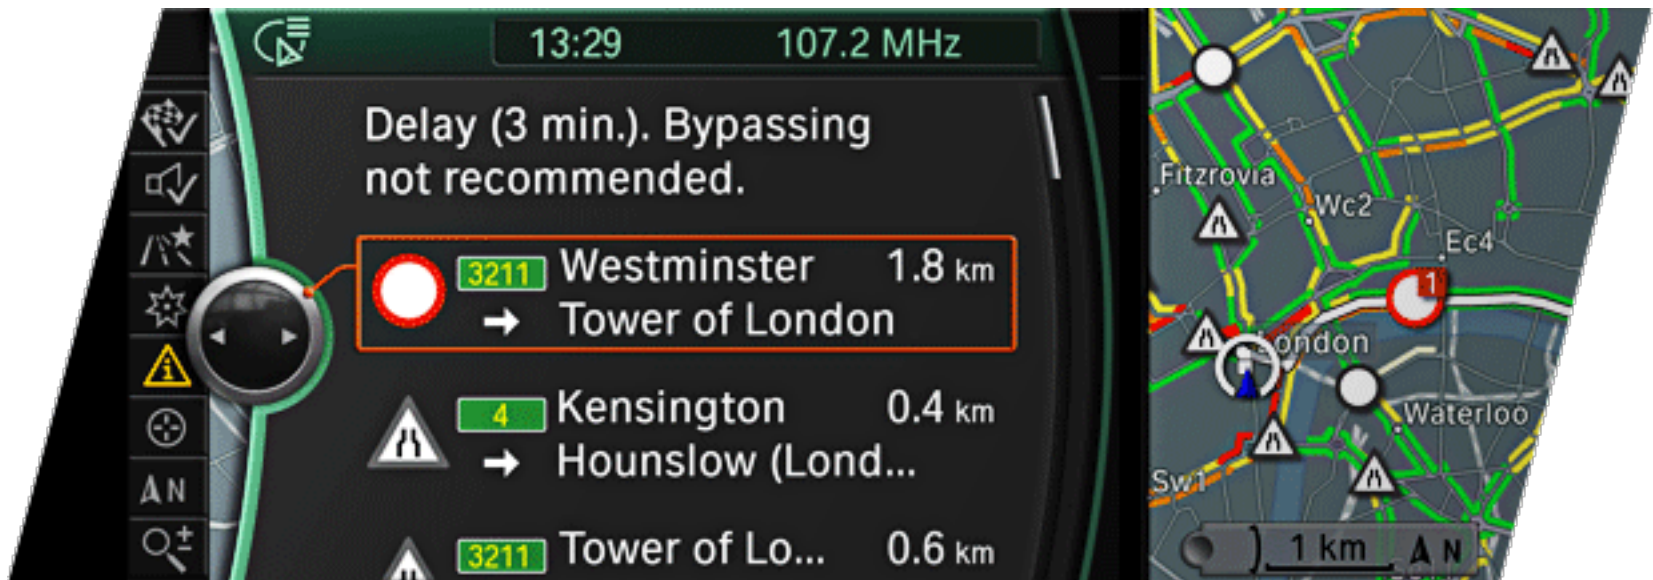 13:29 107.2 MHz
Delay (3 min.). Bypassing
not recommended.
3211 Westminster 1.8 km
→ Tower of London
4 Kensington 0.4 km
→ Hounslow (Lond...
3211 Tower of Lo... 0.6 km
N
Fitzrovia
Wc2
Ec4
1
London
Waterloo
Sw1
1 km N